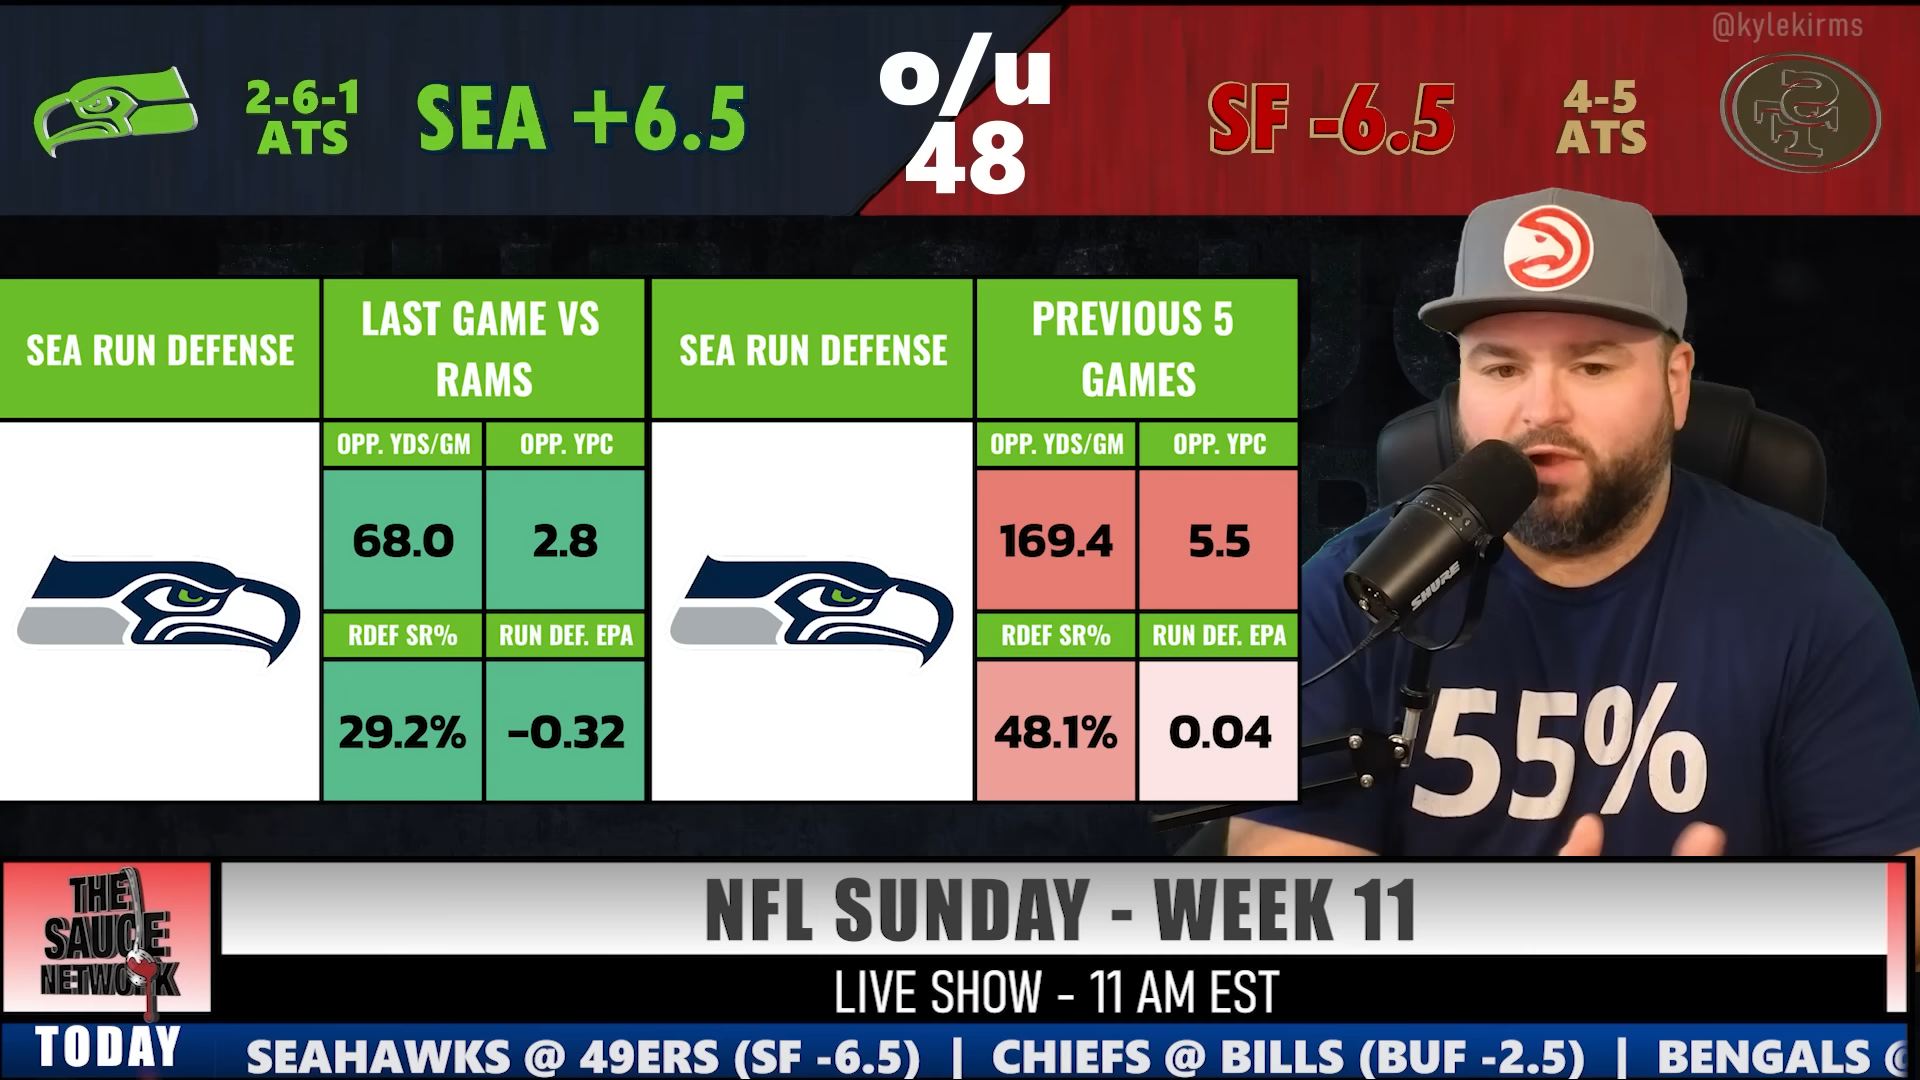 @kylekirms
2-6-1
ATS
SEA +6.5
o/u
48
SF -6.5
4-5
ATS
SEA RUN DEFENSE
LAST GAME VS
RAMS
SEA RUN DEFENSE
PREVIOUS 5
GAMES
OPP. YDS/GM
OPP. YPC
OPP. YDS/GM
OPP. YPC
68.0
2.8
169.4
5.5
RDEF SR%
RUN DEF. EPA
RDEF SR%
RUN DEF. EPA
29.2%
-0.32
48.1%
0.04
SHURE
55%
THE
SAUCE
NETWORK
NFL SUNDAY - WEEK 11
LIVE SHOW - 11 AM EST
TODAY
SEAHAWKS @ 49ERS (SF -6.5) | CHIEFS @ BILLS (BUF -2.5) | BENGALS @